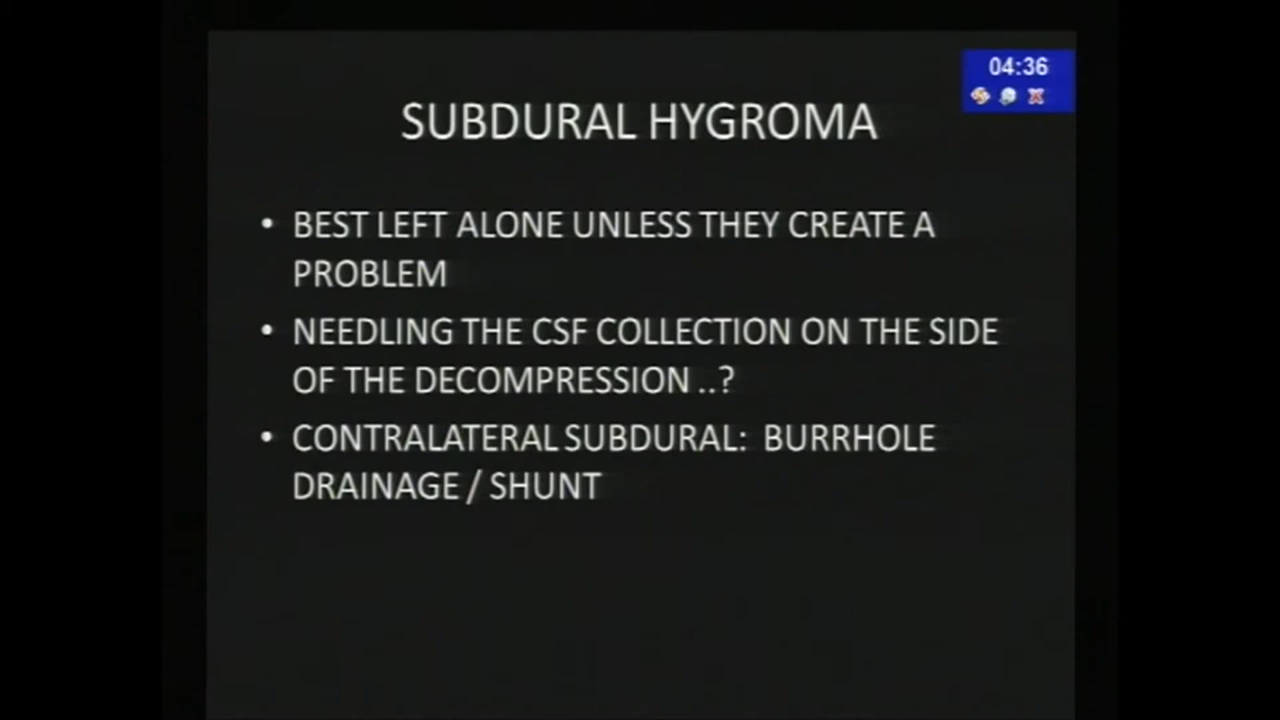 04:36
SUBDURAL HYGROMA
• BEST LEFT ALONE UNLESS THEY CREATE A
PROBLEM
• NEEDLING THE CSF COLLECTION ON THE SIDE
OF THE DECOMPRESSION ..?
• CONTRALATERAL SUBDURAL: BURRHOLE
DRAINAGE / SHUNT